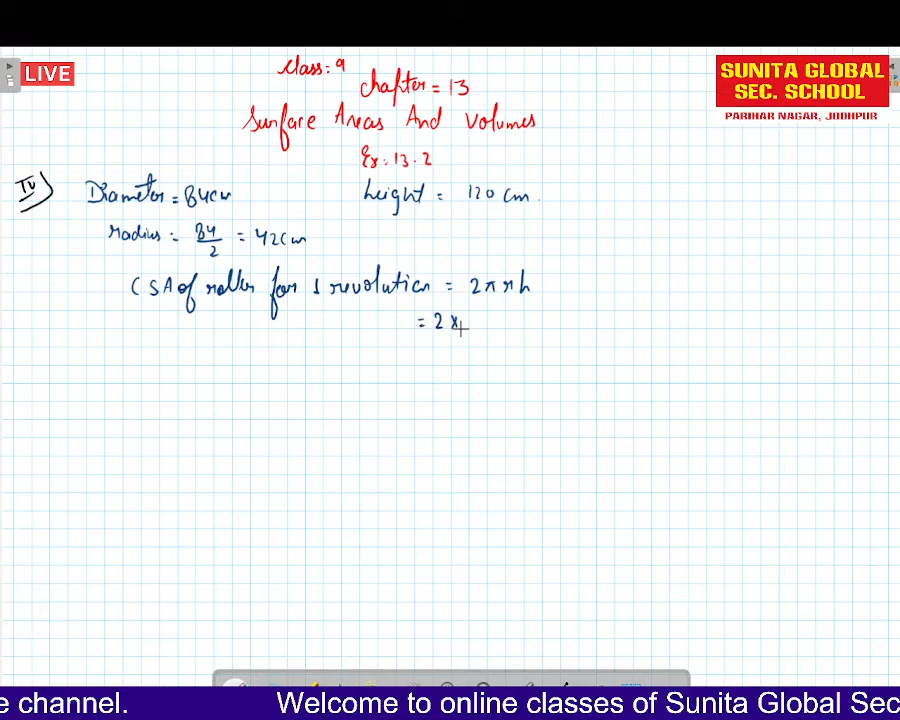 LIVE
SUNITA GLOBAL
SEC. SCHOOL
PARIHAR NAGAR, JODHPUR
Class: 9
Chapter = 13
Surface Areas And Volumes
Ex: 13.2
IV) Diameter = 84cm height = 120 cm.
radius = 84/2 = 42cm
CSA of roller for 1 revolution = 2πrh
= 2 x
e channel. Welcome to online classes of Sunita Global Sec